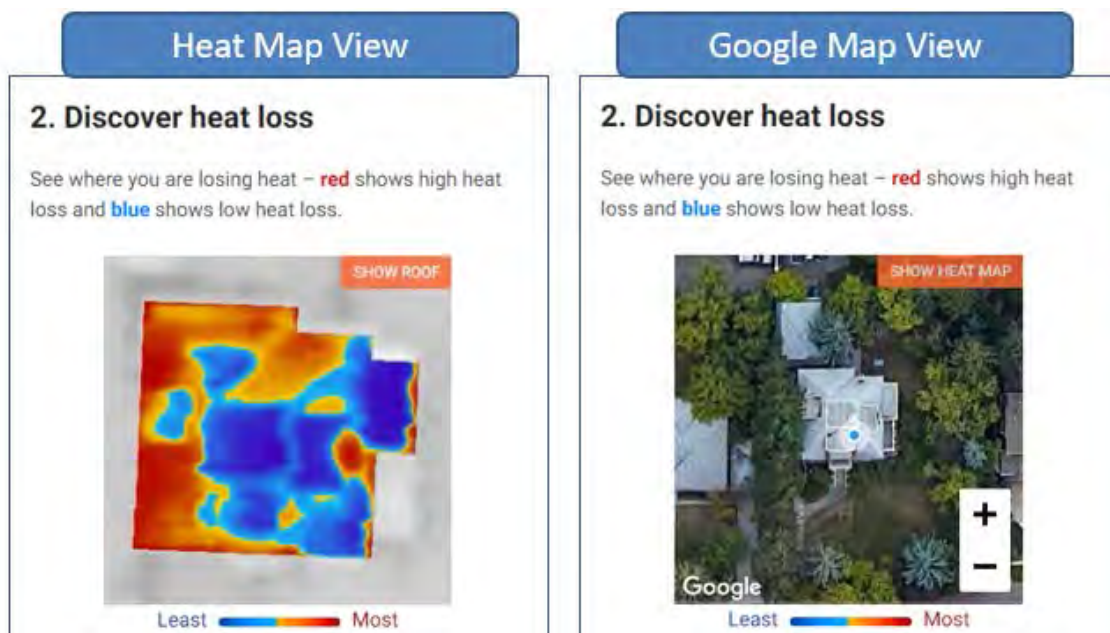 Heat Map View
2. Discover heat loss
See where you are losing heat – red shows high heat
loss and blue shows low heat loss.
SHOW ROOF
Least Most
Google Map View
2. Discover heat loss
See where you are losing heat – red shows high heat
loss and blue shows low heat loss.
SHOW HEAT MAP
+
−
Google
Least Most